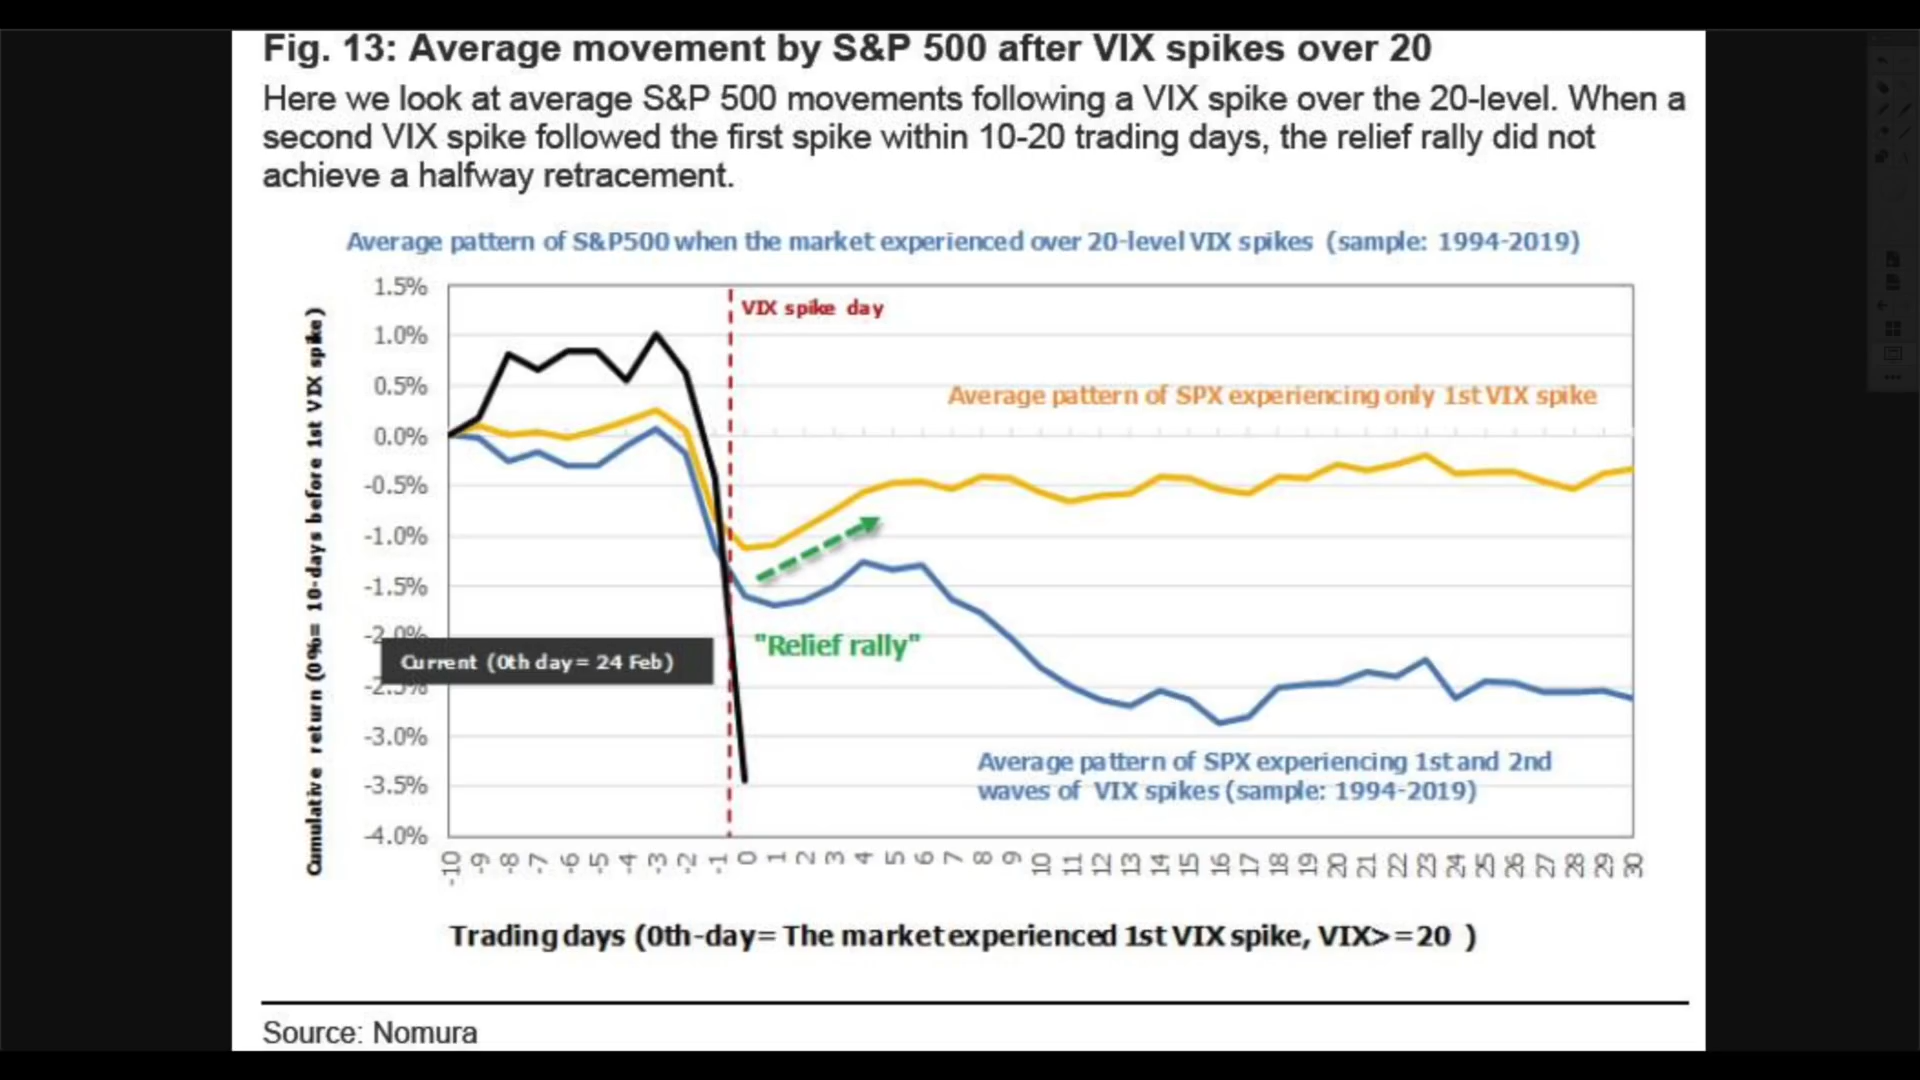 Fig. 13: Average movement by S&P 500 after VIX spikes over 20
Here we look at average S&P 500 movements following a VIX spike over the 20-level. When a
second VIX spike followed the first spike within 10-20 trading days, the relief rally did not
achieve a halfway retracement.
Average pattern of S&P500 when the market experienced over 20-level VIX spikes (sample: 1994-2019)
Cumulative return (0%= 10-days before 1st VIX spike)
1.5%
1.0%
0.5%
0.0%
-0.5%
-1.0%
-1.5%
-2.0%
-2.5%
-3.0%
-3.5%
-4.0%
VIX spike day
Average pattern of SPX experiencing only 1st VIX spike
"Relief rally"
Current (0th day= 24 Feb)
Average pattern of SPX experiencing 1st and 2nd
waves of VIX spikes (sample: 1994-2019)
-10 -9 -8 -7 -6 -5 -4 -3 -2 -1 0 1 2 3 4 5 6 7 8 9 10 11 12 13 14 15 16 17 18 19 20 21 22 23 24 25 26 27 28 29 30
Trading days (0th-day= The market experienced 1st VIX spike, VIX>=20 )
Source: Nomura